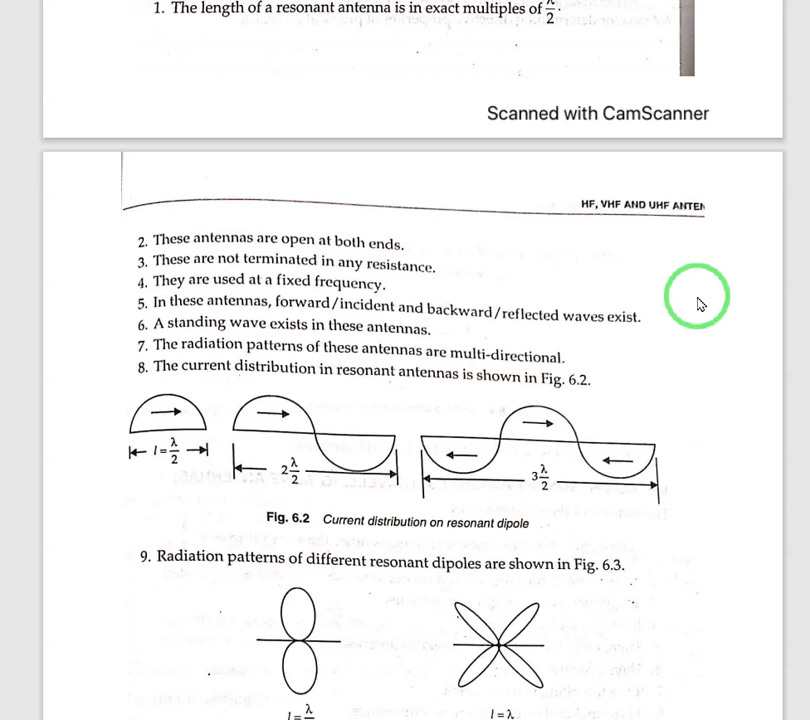 1. The length of a resonant antenna is in exact multiples of λ/2.
Scanned with CamScanner
HF, VHF AND UHF ANTEN
2. These antennas are open at both ends.
3. These are not terminated in any resistance.
4. They are used at a fixed frequency.
5. In these antennas, forward/incident and backward/reflected waves exist.
6. A standing wave exists in these antennas.
7. The radiation patterns of these antennas are multi-directional.
8. The current distribution in resonant antennas is shown in Fig. 6.2.
l = λ/2
2 λ/2
3 λ/2
Fig. 6.2 Current distribution on resonant dipole
9. Radiation patterns of different resonant dipoles are shown in Fig. 6.3.
l = λ
l = λ